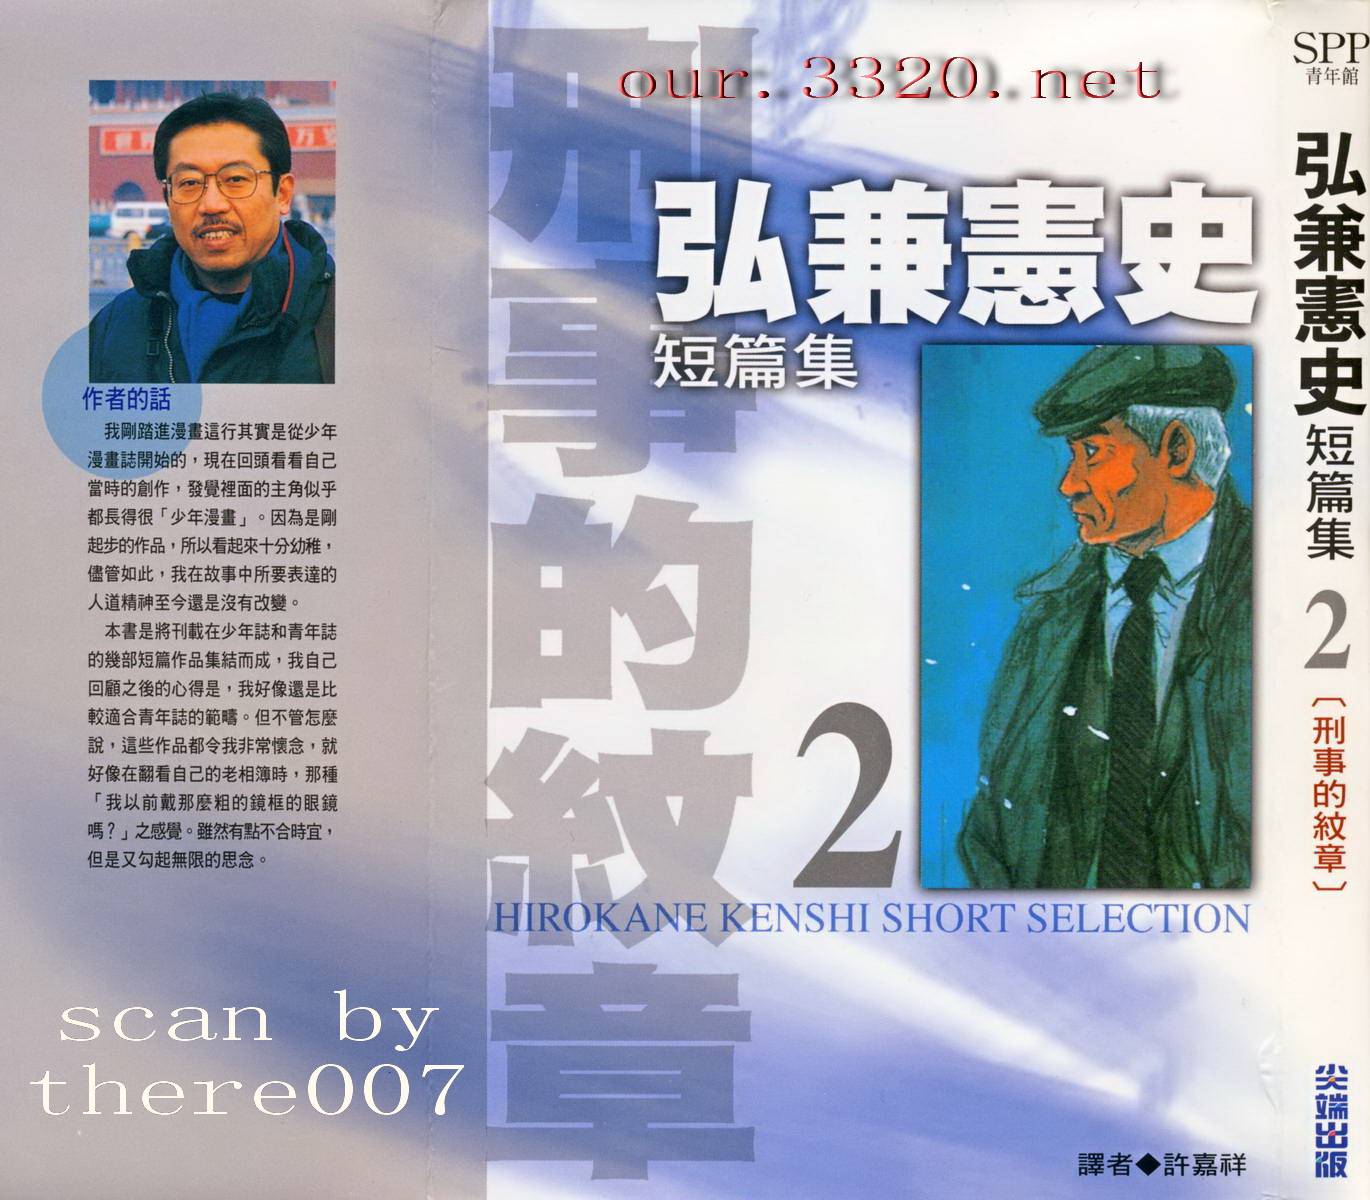 作者的話
我剛踏進漫畫這行其實是從少年
漫畫誌開始的，現在回頭看看自己
當時的創作，發覺裡面的主角似乎
都長得很「少年漫畫」。因為是剛
起步的作品，所以看起來十分幼稚，
儘管如此，我在故事中所要表達的
人道精神至今還是沒有改變。
本書是將刊載在少年誌和青年誌
的幾部短篇作品集結而成，我自己
回顧之後的心得是，我好像還是比
較適合青年誌的範疇。但不管怎麼
說，這些作品都令我非常懷念，就
好像在翻看自己的老相簿時，那種
「我以前戴那麼粗的鏡框的眼鏡
嗎？」之感覺。雖然有點不合時宜，
但是又勾起無限的思念。
scan by
there007
刑事的紋章
our.3320.net
弘兼憲史
短篇集
2
HIROKANE KENSHI SHORT SELECTION
譯者◆許嘉祥
SPP
青年館
弘兼憲史
短篇集
2
〔刑事的紋章〕
尖端出版